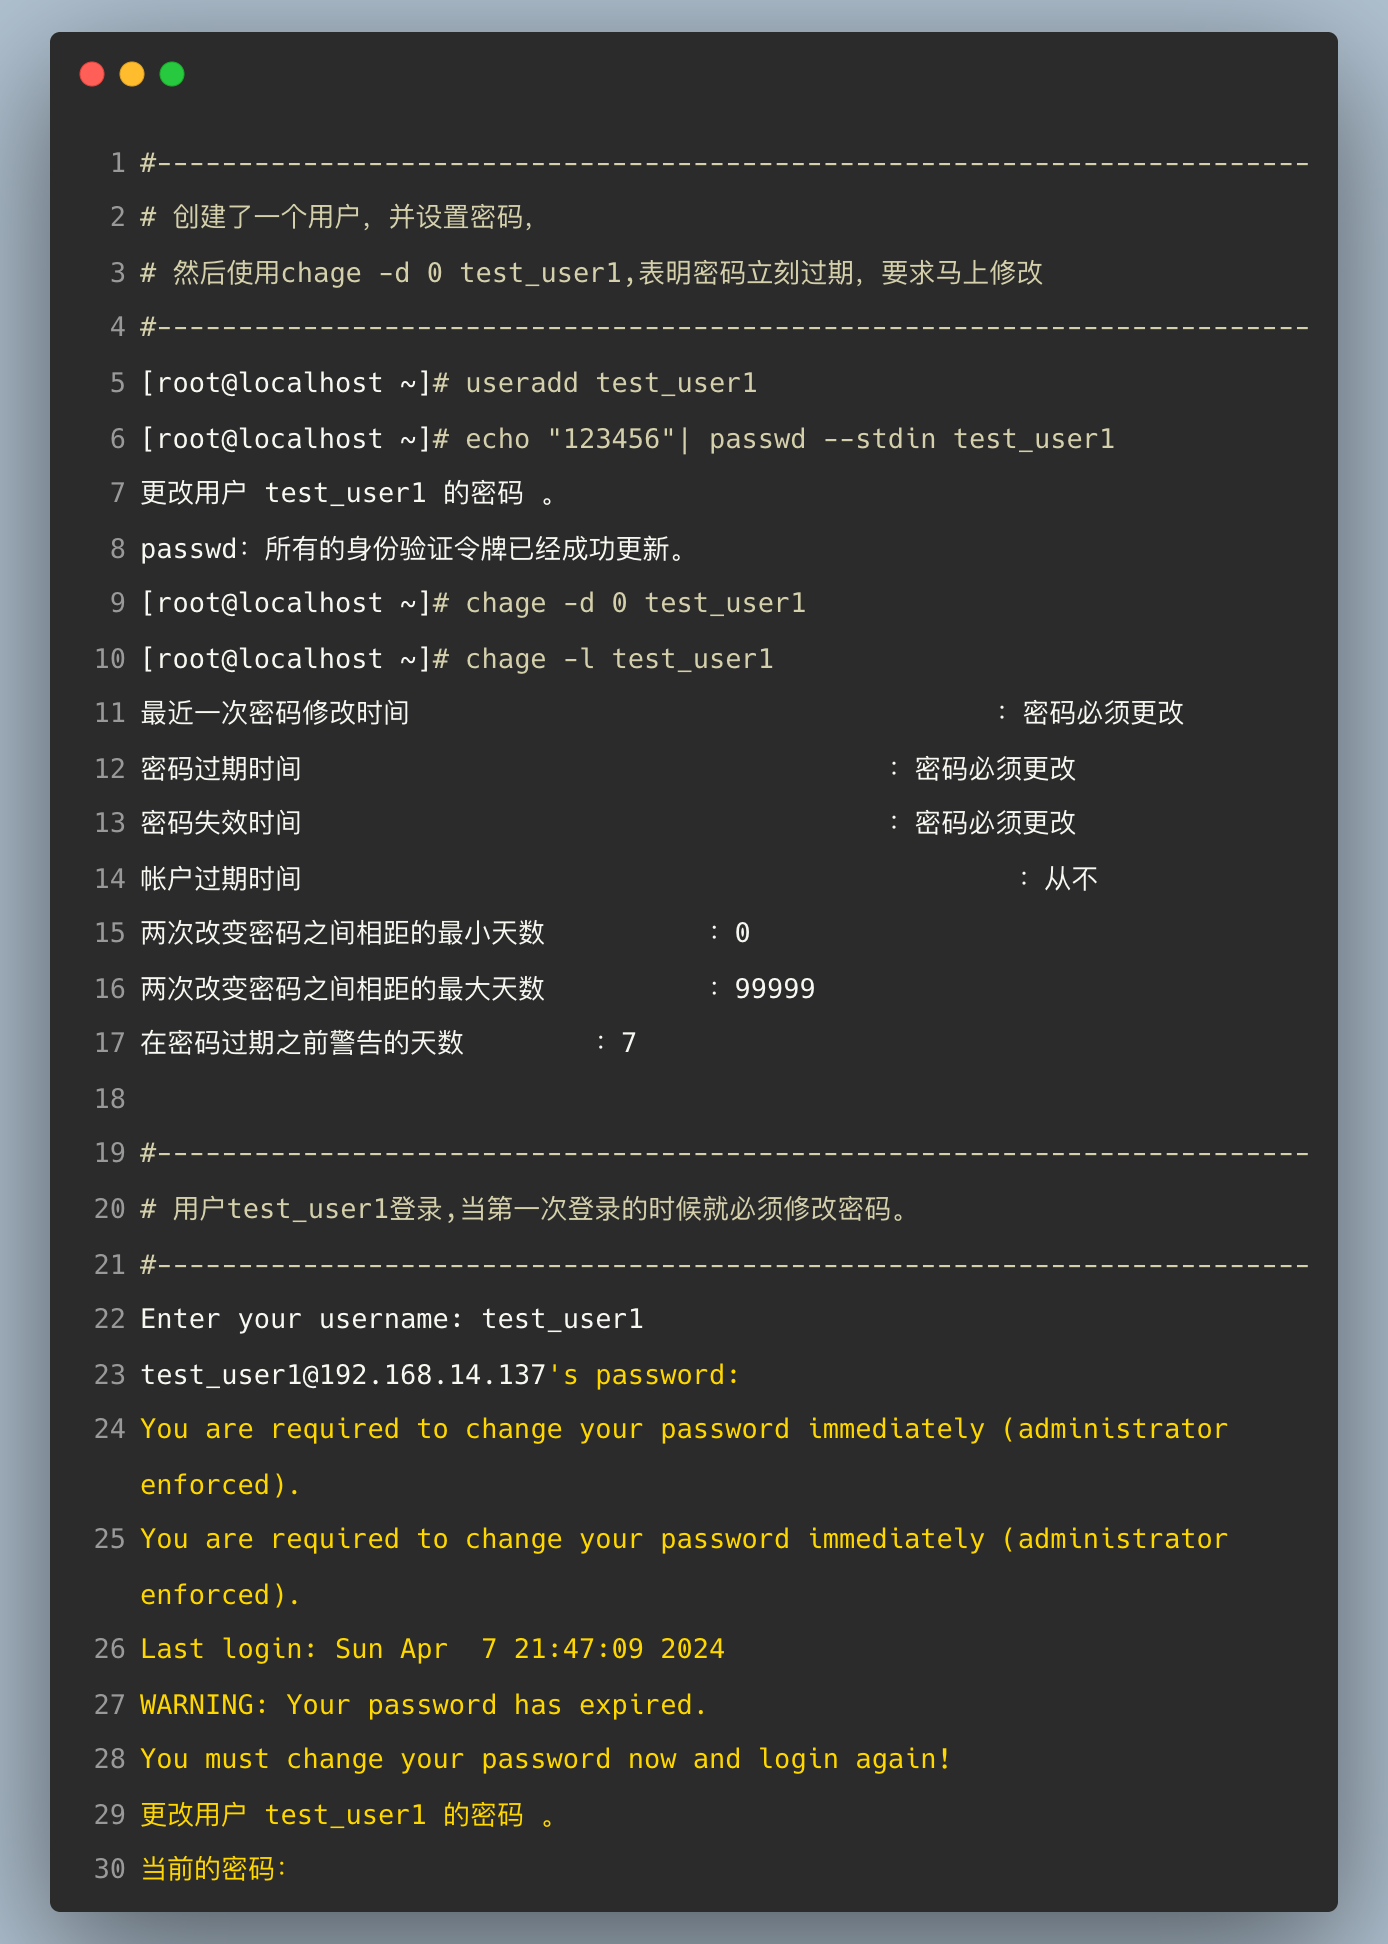 1 #-----------------------------------------------------------------------
2 # 创建了一个用户，并设置密码，
3 # 然后使用chage -d 0 test_user1,表明密码立刻过期，要求马上修改
4 #-----------------------------------------------------------------------
5 [root@localhost ~]# useradd test_user1
6 [root@localhost ~]# echo "123456"| passwd --stdin test_user1
7 更改用户 test_user1 的密码 。
8 passwd：所有的身份验证令牌已经成功更新。
9 [root@localhost ~]# chage -d 0 test_user1
10 [root@localhost ~]# chage -l test_user1
11 最近一次密码修改时间                                    ：密码必须更改
12 密码过期时间                                    ：密码必须更改
13 密码失效时间                                    ：密码必须更改
14 帐户过期时间                                            ：从不
15 两次改变密码之间相距的最小天数          ：0
16 两次改变密码之间相距的最大天数          ：99999
17 在密码过期之前警告的天数        ：7
18
19 #-----------------------------------------------------------------------
20 # 用户test_user1登录,当第一次登录的时候就必须修改密码。
21 #-----------------------------------------------------------------------
22 Enter your username: test_user1
23 test_user1@192.168.14.137's password:
24 You are required to change your password immediately (administrator
enforced).
25 You are required to change your password immediately (administrator
enforced).
26 Last login: Sun Apr  7 21:47:09 2024
27 WARNING: Your password has expired.
28 You must change your password now and login again!
29 更改用户 test_user1 的密码 。
30 当前的密码：